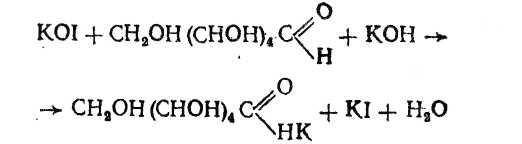 O
KOI + CH₂OH (CHOH)₄ C + KOH →
H
O
→ CH₂OH (CHOH)₄ C + KI + H₂O
HK